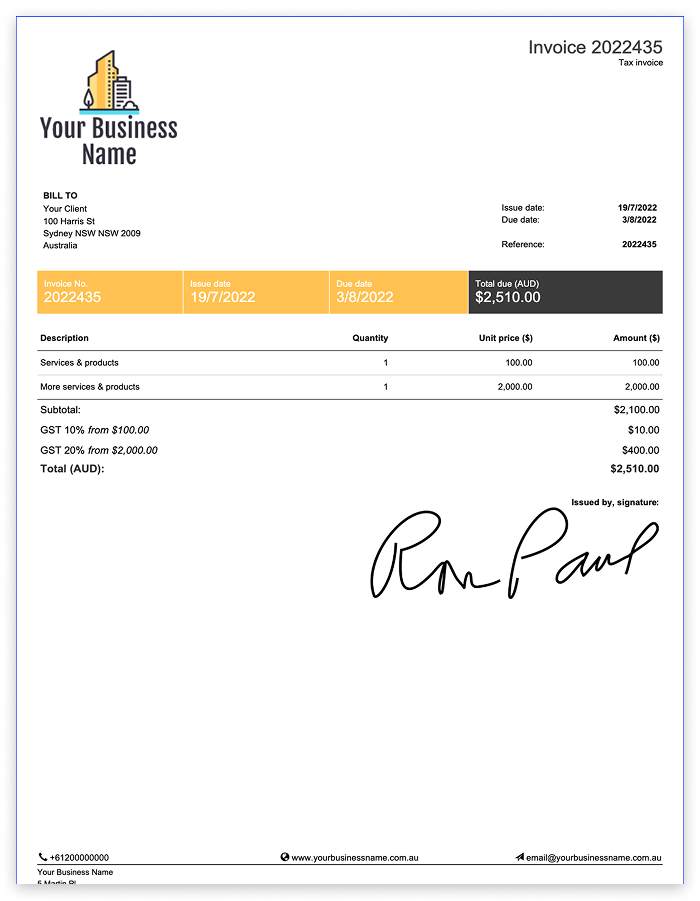 Invoice 2022435
Tax invoice
Your Business
Name
BILL TO
Your Client
100 Harris St
Sydney NSW NSW 2009
Australia
Issue date: 19/7/2022
Due date: 3/8/2022
Reference: 2022435
Invoice No. Issue date Due date Total due (AUD)
2022435 19/7/2022 3/8/2022 $2,510.00
Description Quantity Unit price ($) Amount ($)
Services & products 1 100.00 100.00
More services & products 1 2,000.00 2,000.00
Subtotal: $2,100.00
GST 10% from $100.00 $10.00
GST 20% from $2,000.00 $400.00
Total (AUD): $2,510.00
Issued by, signature:
Ron Paul
+61200000000 www.yourbusinessname.com.au email@yourbusinessname.com.au
Your Business Name
5 Martin Pl